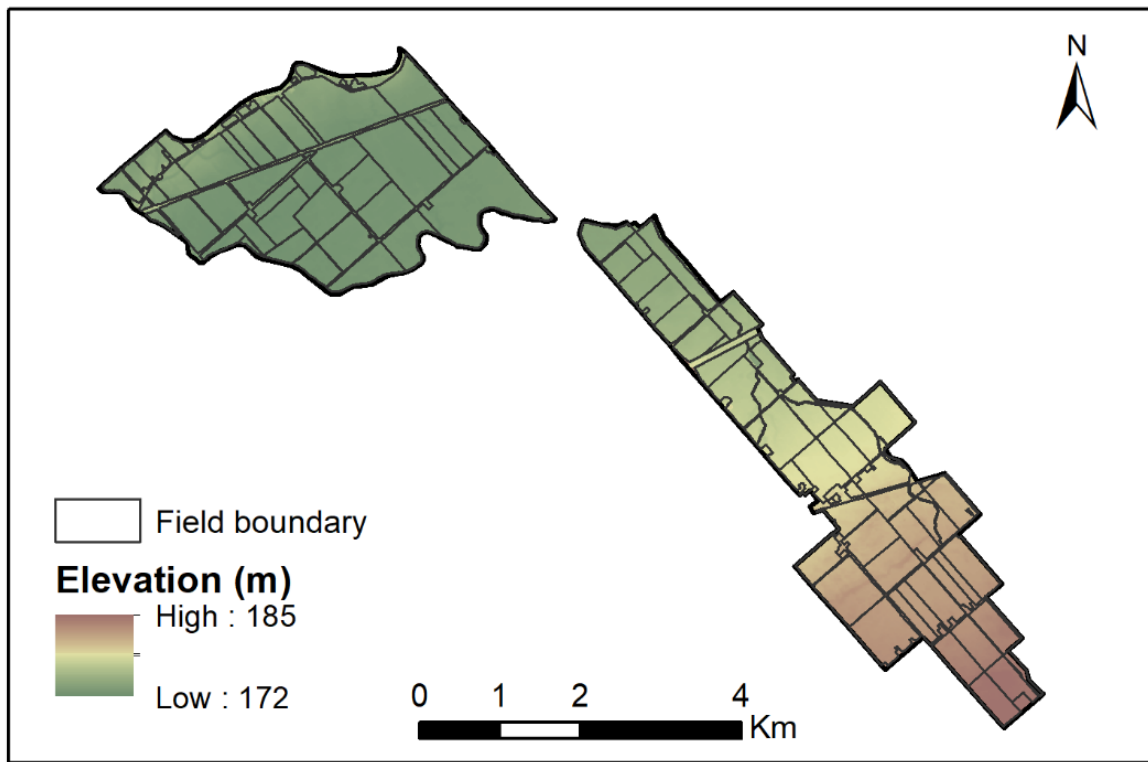 N
Field boundary
Elevation (m)
High : 185
Low : 172
0 1 2 4
Km